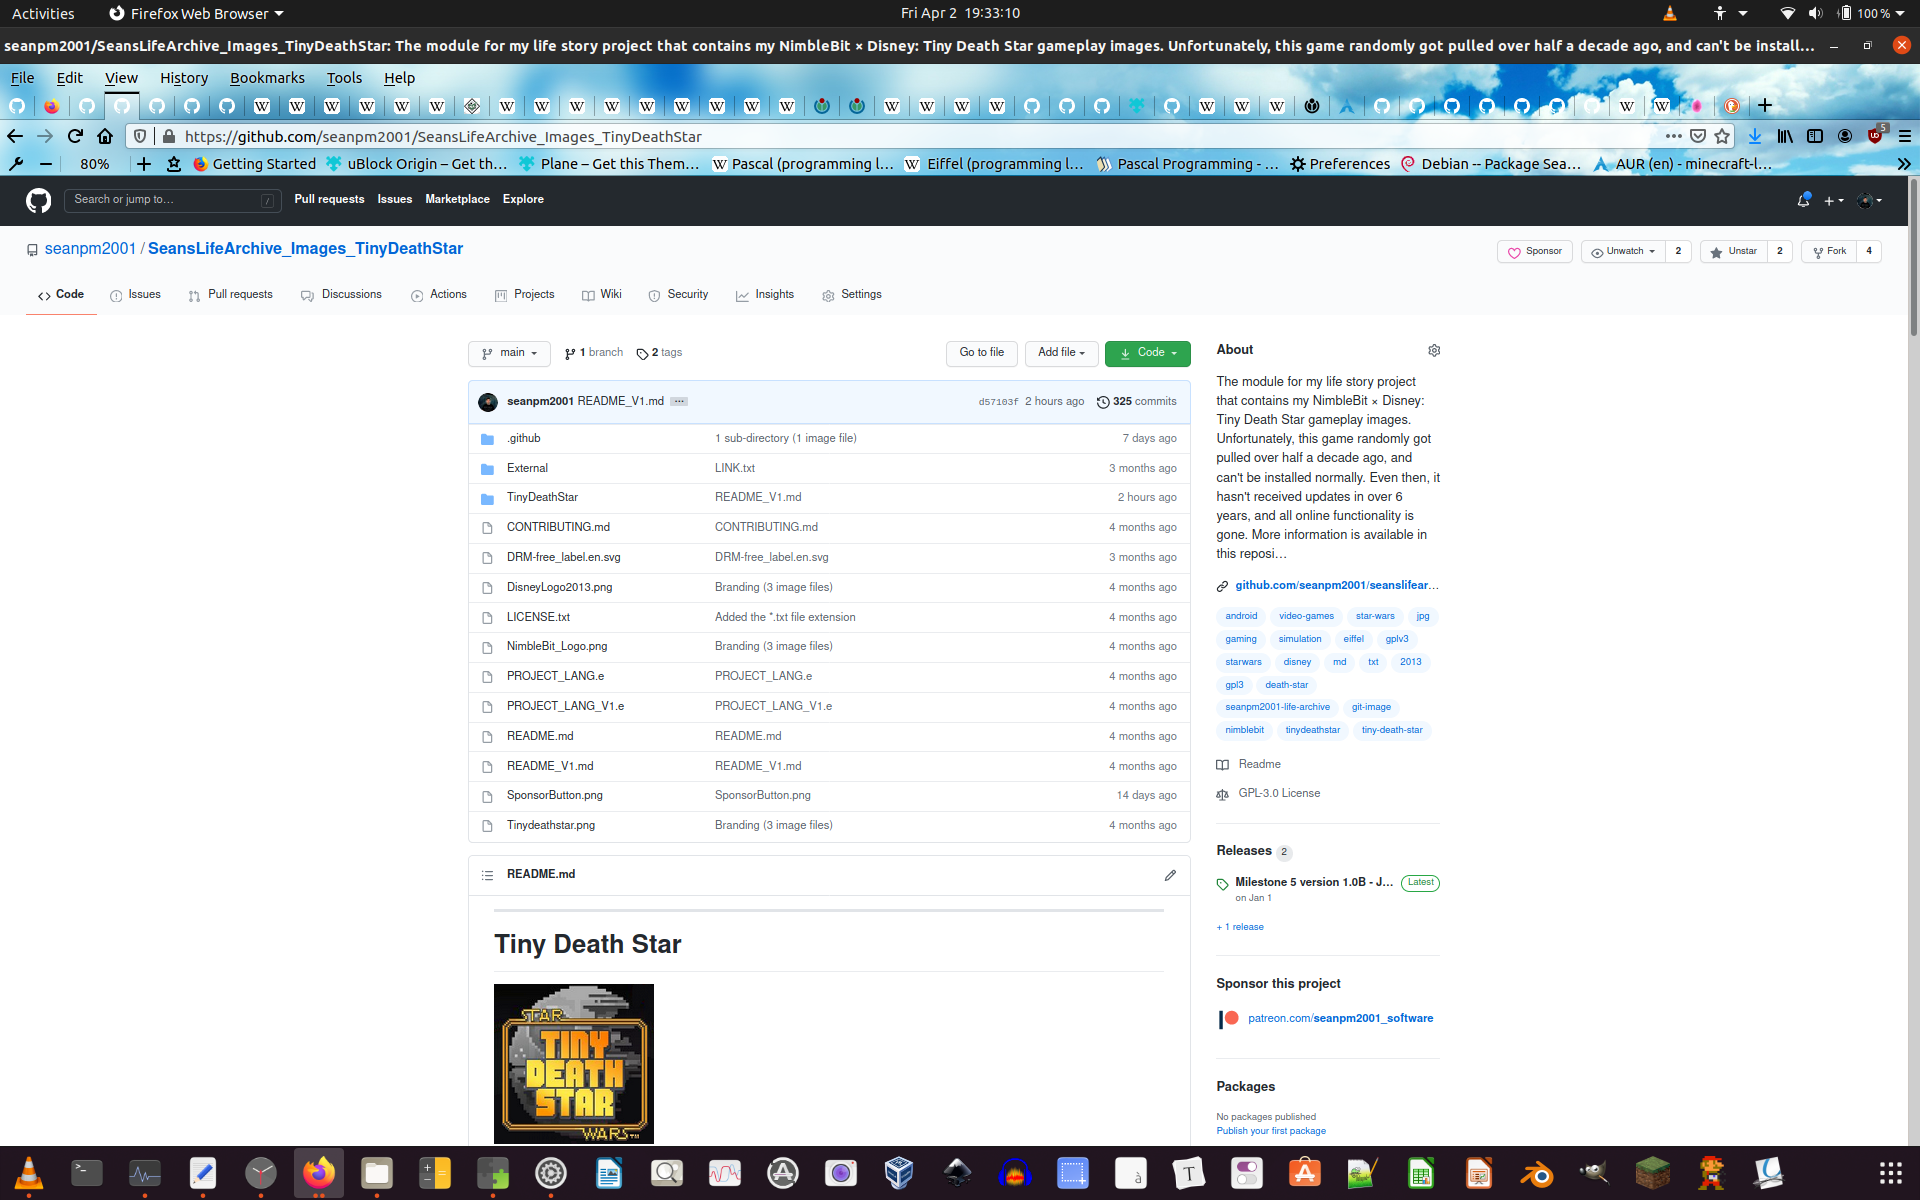 Activities
Firefox Web Browser
Fri Apr 2 19:33:10
100 %
seanpm2001/SeansLifeArchive_Images_TinyDeathStar: The module for my life story project that contains my NimbleBit × Disney: Tiny Death Star gameplay images. Unfortunately, this game randomly got pulled over half a decade ago, and can't be install…
File Edit View History Bookmarks Tools Help
https://github.com/seanpm2001/SeansLifeArchive_Images_TinyDeathStar
5
80%
Getting Started
uBlock Origin – Get th…
Plane – Get this Them…
Pascal (programming l…
Eiffel (programming l…
Pascal Programming - …
Preferences
Debian -- Package Sea…
AUR (en) - minecraft-l…
Search or jump to…
/
Pull requests Issues Marketplace Explore
seanpm2001 / SeansLifeArchive_Images_TinyDeathStar
Sponsor
Unwatch 2
Unstar 2
Fork 4
Code Issues Pull requests Discussions Actions Projects Wiki Security Insights Settings
main
1 branch
2 tags
Go to file
Add file
Code
seanpm2001 README_V1.md
d57103f 2 hours ago
325 commits
.github 1 sub-directory (1 image file) 7 days ago
External LINK.txt 3 months ago
TinyDeathStar README_V1.md 2 hours ago
CONTRIBUTING.md CONTRIBUTING.md 4 months ago
DRM-free_label.en.svg DRM-free_label.en.svg 3 months ago
DisneyLogo2013.png Branding (3 image files) 4 months ago
LICENSE.txt Added the *.txt file extension 4 months ago
NimbleBit_Logo.png Branding (3 image files) 4 months ago
PROJECT_LANG.e PROJECT_LANG.e 4 months ago
PROJECT_LANG_V1.e PROJECT_LANG_V1.e 4 months ago
README.md README.md 4 months ago
README_V1.md README_V1.md 4 months ago
SponsorButton.png SponsorButton.png 14 days ago
Tinydeathstar.png Branding (3 image files) 4 months ago
README.md
Tiny Death Star
STAR
TINY
DEATH
STAR
WARS™
About
The module for my life story project
that contains my NimbleBit × Disney:
Tiny Death Star gameplay images.
Unfortunately, this game randomly got
pulled over half a decade ago, and
can't be installed normally. Even then, it
hasn't received updates in over 6
years, and all online functionality is
gone. More information is available in
this reposi…
github.com/seanpm2001/seanslifear…
android video-games star-wars jpg
gaming simulation eiffel gplv3
starwars disney md txt 2013
gpl3 death-star
seanpm2001-life-archive git-image
nimblebit tinydeathstar tiny-death-star
Readme
GPL-3.0 License
Releases 2
Milestone 5 version 1.0B - J… Latest
on Jan 1
+ 1 release
Sponsor this project
patreon.com/seanpm2001_software
Packages
No packages published
Publish your first package